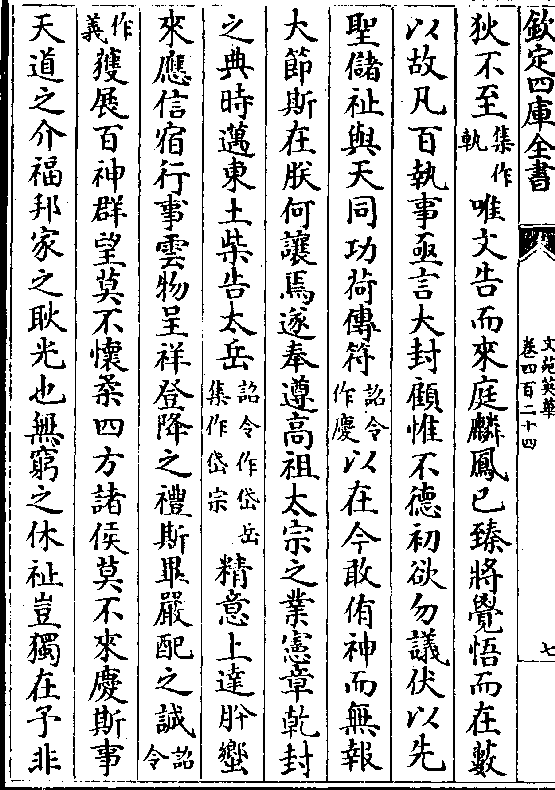 欽定四庫全書
文苑英華
卷四百二十四
七
狄不至集作執唯文告而來庭麟鳳已臻將覺悟而在藪
以故凡百執事亟言大封顧惟不德初欲勿議伏以先
聖儲祉與天同功荷傳符詔令作慶以在今敢侑神而無報
大節斯在朕何讓焉遂奉遵高祖太宗之業憲章乾封
之典時邁東土柴告太岳詔令作岱岳集作岱宗精意上達肸蠁
來應信宿行事雲物呈祥登降之禮斯畢嚴配之誠詔令
作義獲展百神群望莫不懷柔四方諸侯莫不來慶斯事
天道之介福邦家之耿光也無窮之休祉豈獨在予非